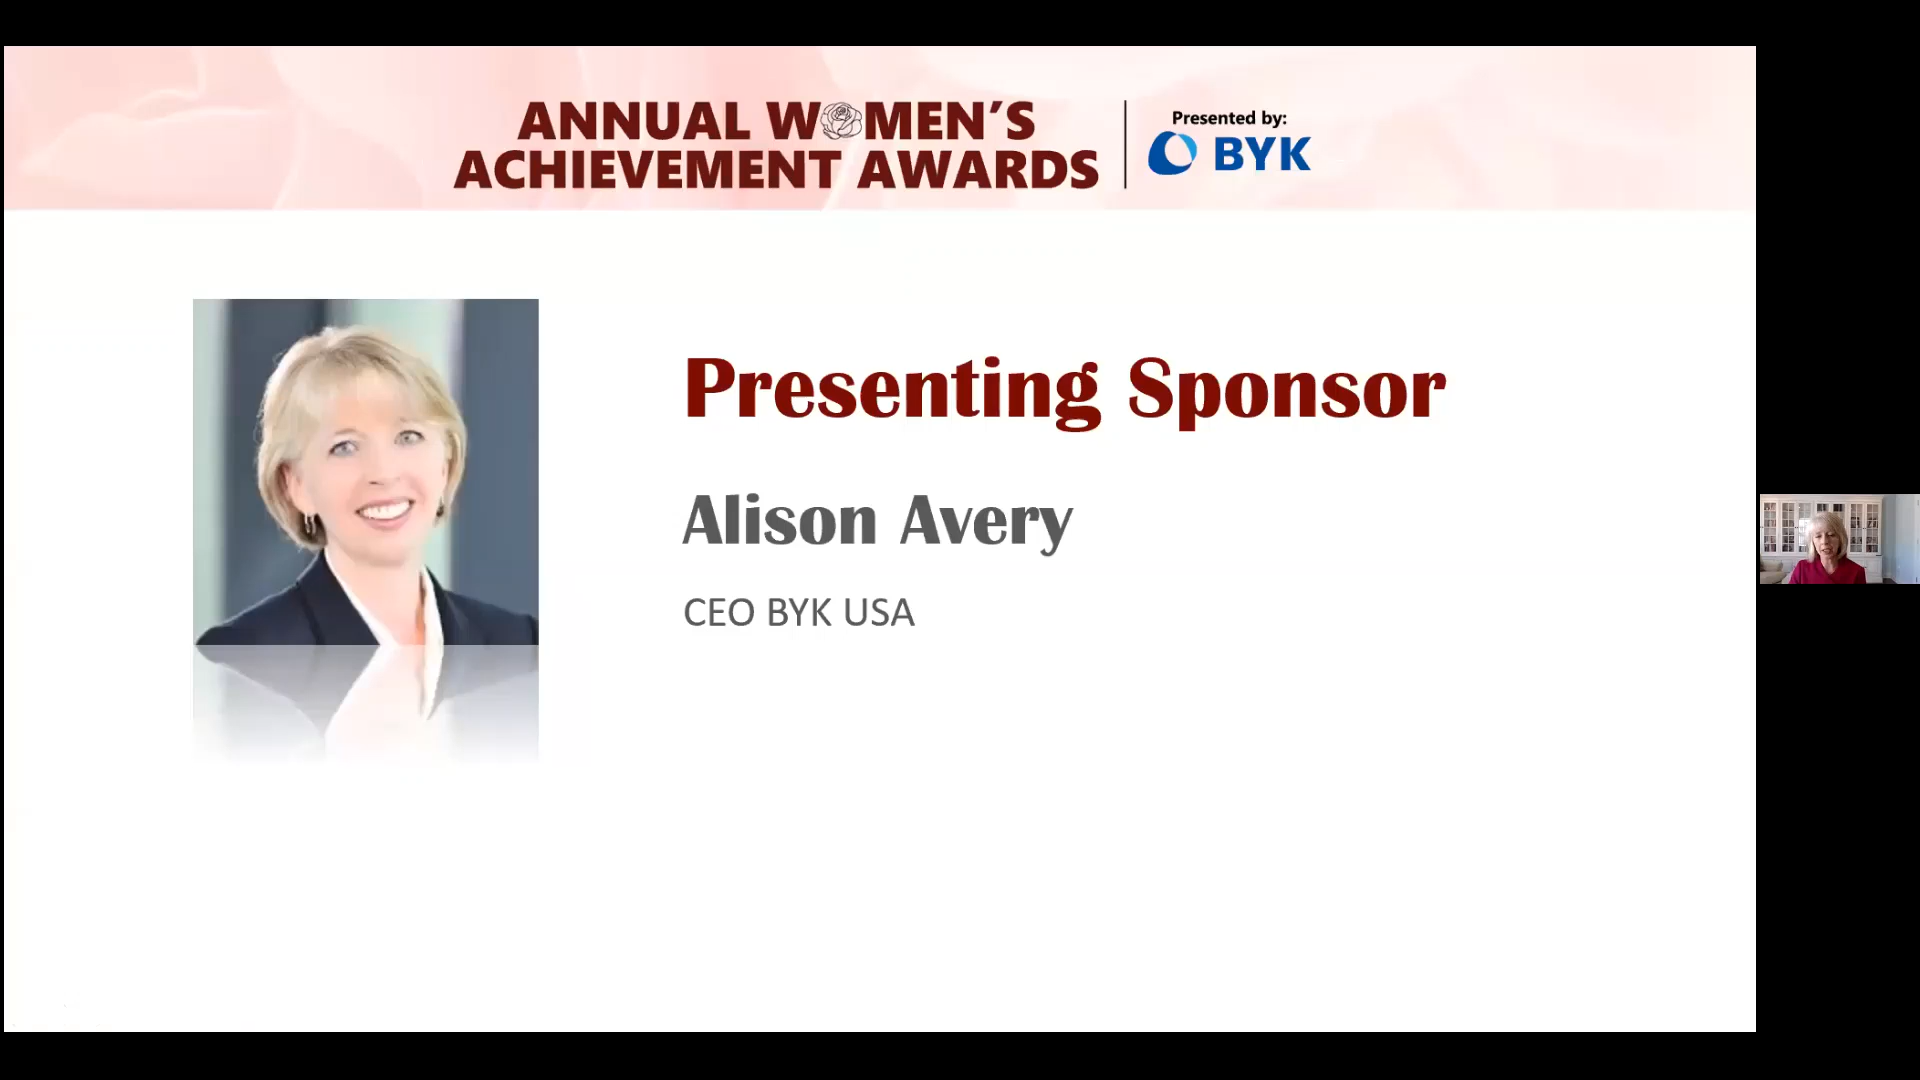 ANNUAL WOMEN'S
ACHIEVEMENT AWARDS
Presented by:
BYK
Presenting Sponsor
Alison Avery
CEO BYK USA